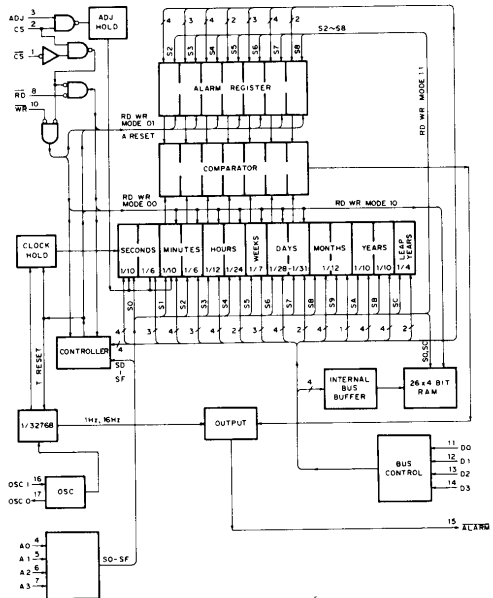 ADJ 3
CS 2
ADJ
HOLD
CS 1
RD 8
WR 10
4 3 4 2 3 4 2
S2 S3 S4 S5 S6 S7 S8
S2~S8
ALARM REGISTER
RD WR
MODE 01
A RESET
RD WR MODE 11
COMPARATOR
RD WR
MODE 00
RD WR MODE 10
CLOCK
HOLD
SECONDS MINUTES HOURS WEEKS DAYS MONTHS YEARS LEAP YEARS
1/10 1/6 1/10 1/6 1/12 1/24 1/7 1/28-1/31 1/12 1/10 1/10 1/4
S0 S1 S2 S3 S4 S5 S6 S7 S8 S9 SA SB SC
4 3 4 3 4 2 3 4 2 4 1 4 4 2
T RESET
CONTROLLER
4
SD
-
SF
S0,SC
4
INTERNAL
BUS
BUFFER
26x4 BIT
RAM
1/32768
1Hz, 16Hz
OUTPUT
OSC I 16
OSC O 17
OSC
BUS
CONTROL
11 D0
12 D1
13 D2
14 D3
15 ALARM
A0 4
A1 5
A2 6
A3 7
S0-SF